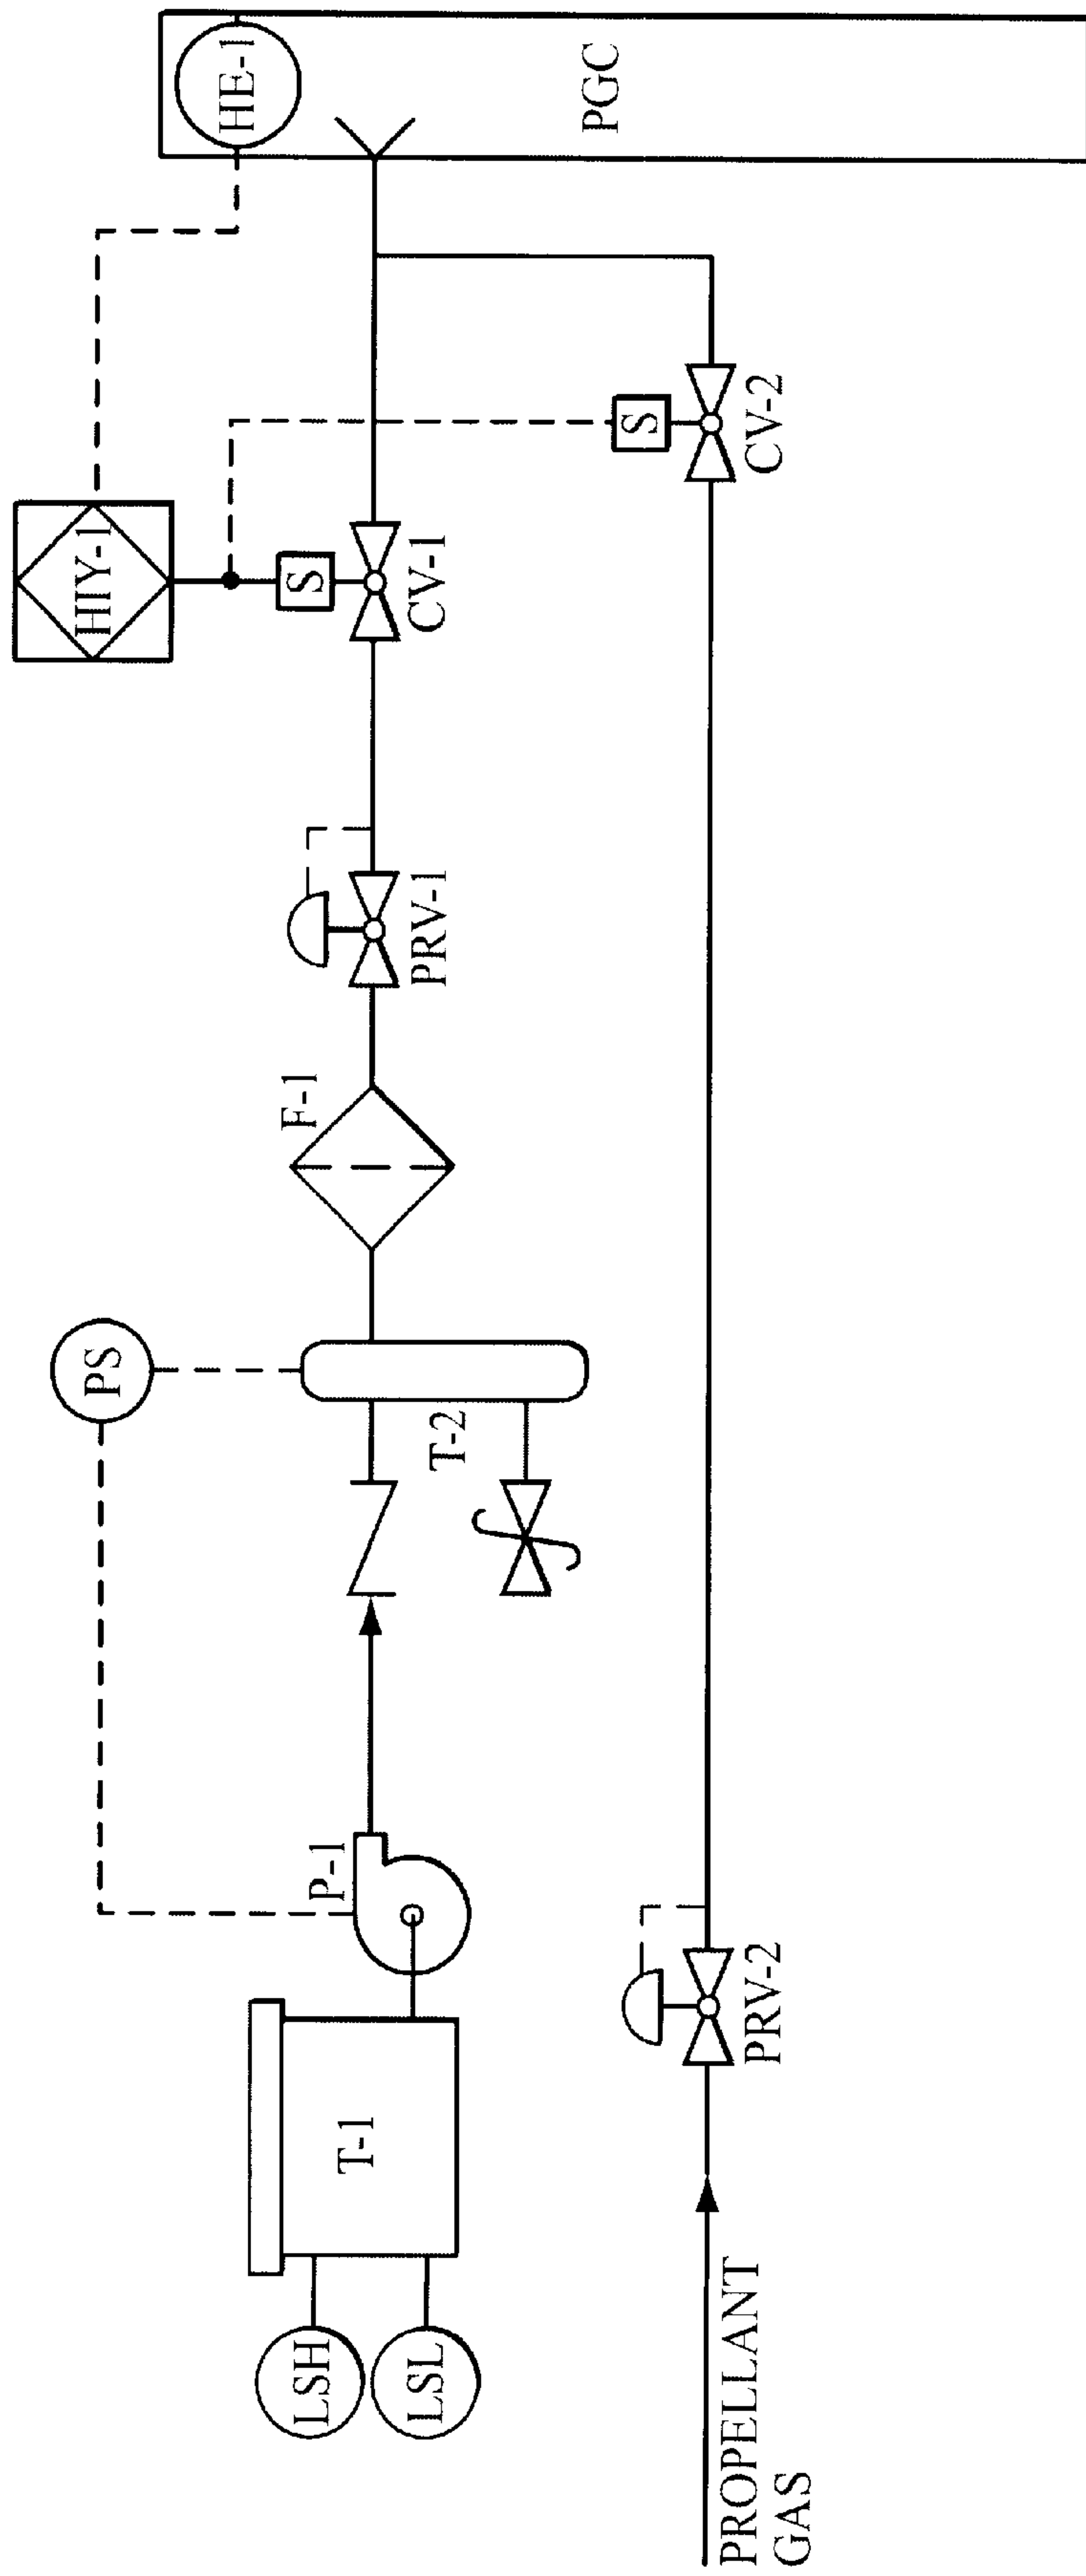 HIY-1
HE-1
PS
S
F-1
P-1
PRV-1
CV-1
PGC
T-1
LSH
LSL
T-2
S
CV-2
PRV-2
PROPELLANT
GAS